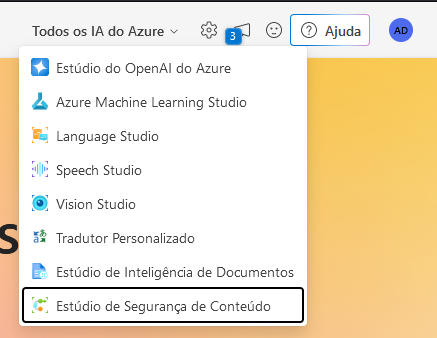 Todos os IA do Azure
3
Ajuda
AD
Estúdio do OpenAI do Azure
Azure Machine Learning Studio
Language Studio
Speech Studio
Vision Studio
Tradutor Personalizado
Estúdio de Inteligência de Documentos
Estúdio de Segurança de Conteúdo
S